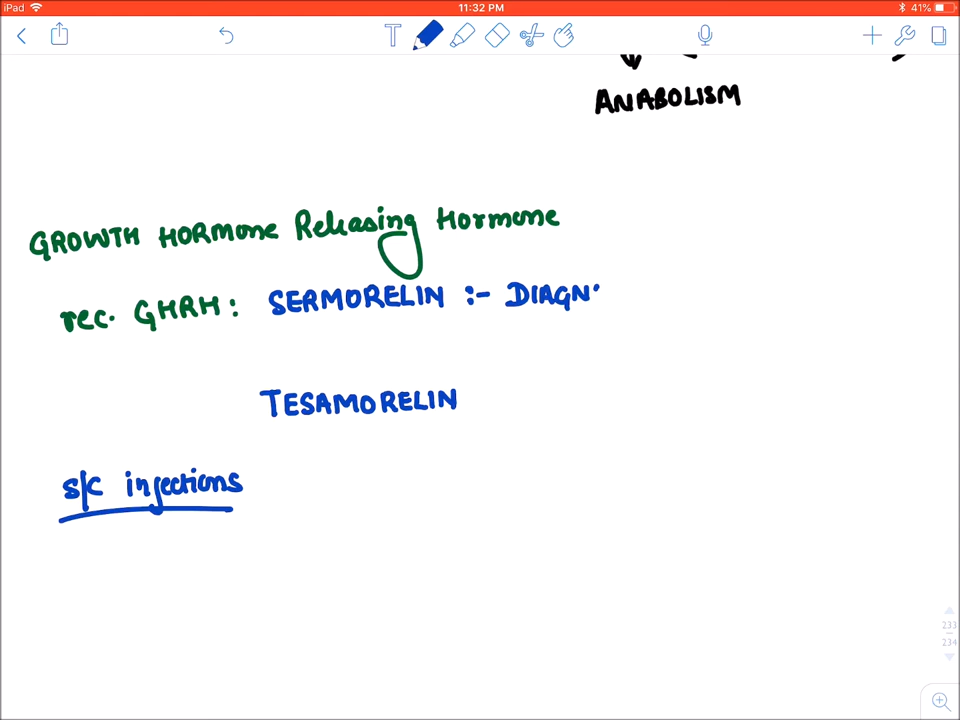 iPad 11:32 PM 41%
T
ANABOLISM
GROWTH HORMONE Releasing Hormone
rec. GHRH: SERMORELIN :- DIAGN
TESAMORELIN
s/c injections
233
234